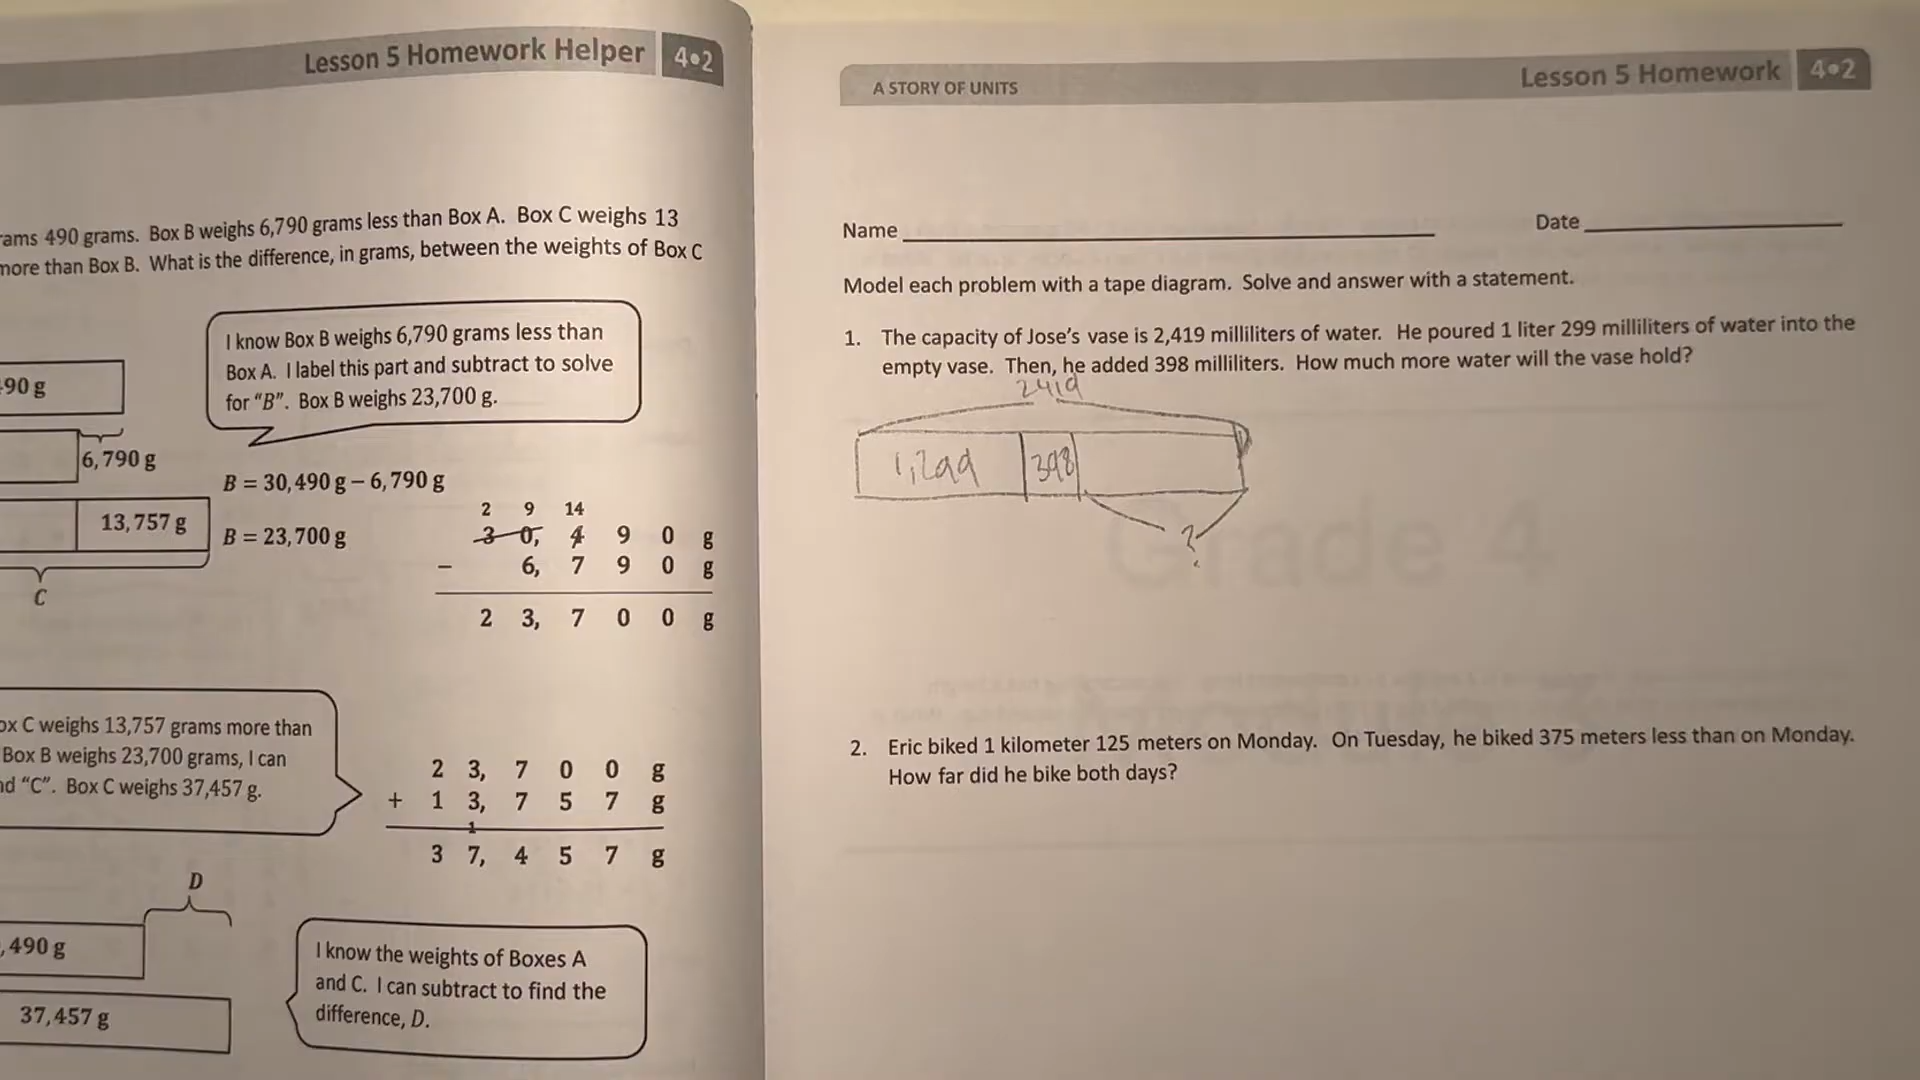 Lesson 5 Homework Helper 4•2
490 grams. Box B weighs 6,790 grams less than Box A. Box C weighs 13
more than Box B. What is the difference, in grams, between the weights of Box C
I know Box B weighs 6,790 grams less than
Box A. I label this part and subtract to solve
for “B”. Box B weighs 23,700 g.
90 g
6,790 g
13,757 g
C
B = 30,490 g – 6,790 g
B = 23,700 g
2 9 14
3 0, 4 9 0 g
– 6, 7 9 0 g
2 3, 7 0 0 g
C weighs 13,757 grams more than
Box B weighs 23,700 grams, I can
“C”. Box C weighs 37,457 g.
2 3, 7 0 0 g
+ 1 3, 7 5 7 g
1
3 7, 4 5 7 g
D
,490 g
37,457 g
I know the weights of Boxes A
and C. I can subtract to find the
difference, D.
A STORY OF UNITS
Lesson 5 Homework 4•2
Name
Date
Model each problem with a tape diagram. Solve and answer with a statement.
1. The capacity of Jose’s vase is 2,419 milliliters of water. He poured 1 liter 299 milliliters of water into the
empty vase. Then, he added 398 milliliters. How much more water will the vase hold?
2419
1,299 398
?
Grade 4
2. Eric biked 1 kilometer 125 meters on Monday. On Tuesday, he biked 375 meters less than on Monday.
How far did he bike both days?